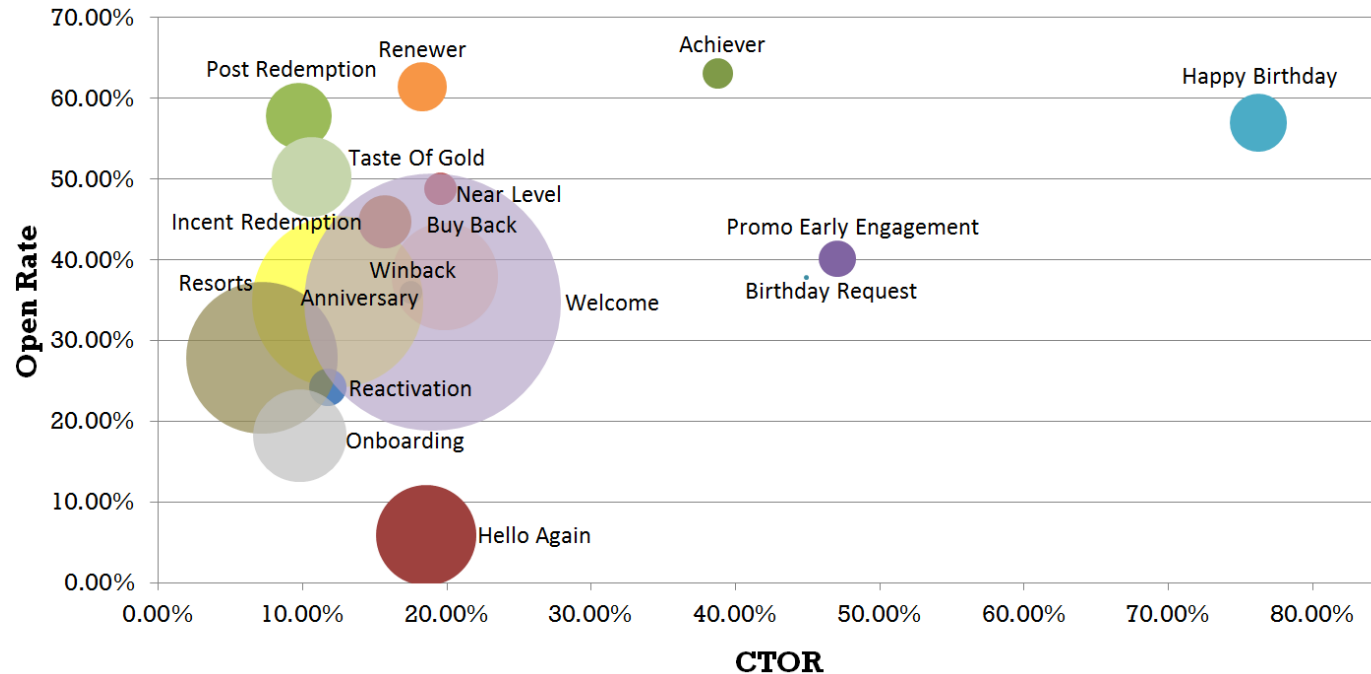 70.00%
60.00%
50.00%
40.00%
30.00%
20.00%
10.00%
0.00%
Open Rate
Achiever
Renewer
Post Redemption
Happy Birthday
Taste Of Gold
Near Level
Incent Redemption
Buy Back
Promo Early Engagement
Winback
Resorts
Anniversary
Welcome
Birthday Request
Reactivation
Onboarding
Hello Again
0.00%
10.00%
20.00%
30.00%
40.00%
50.00%
60.00%
70.00%
80.00%
CTOR